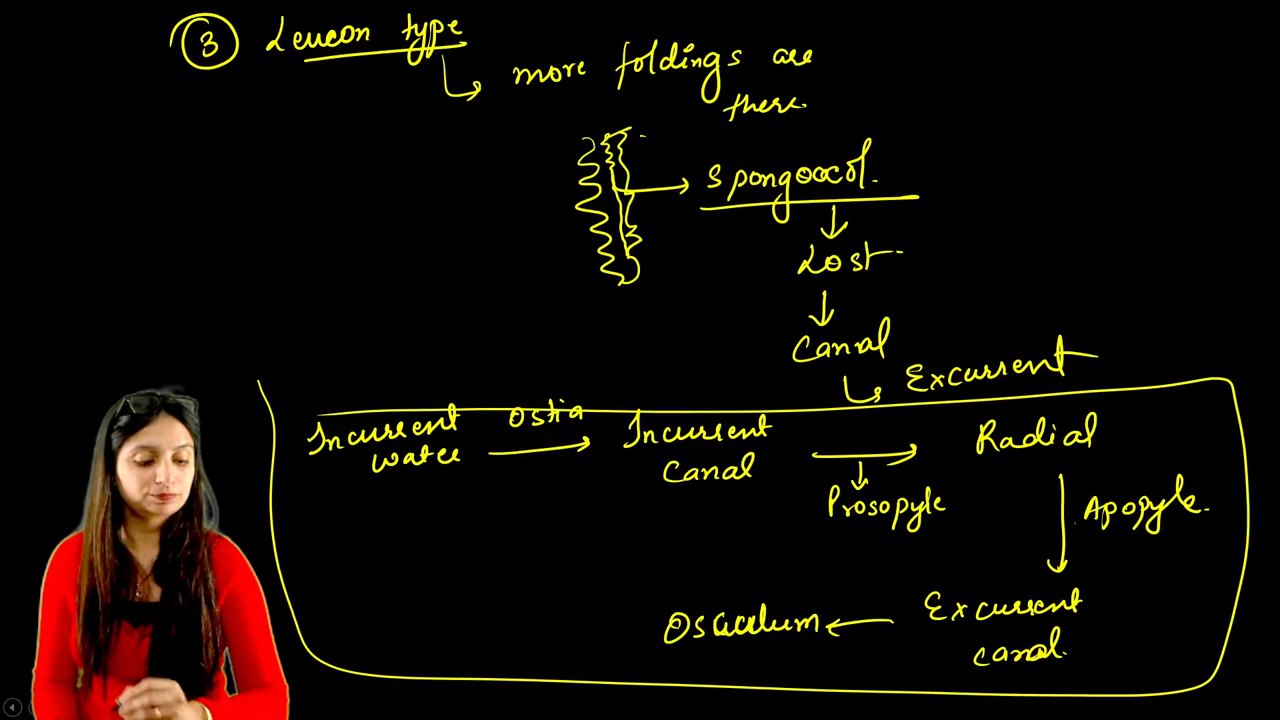 3 Leucon type
more foldings are
there.
spongocol.
Lost
Canal
Excurrent
Incurrent Ostia Incurrent Radial
water canal
Prosopyle Apopyle.
Osculum Excurrent
canal.